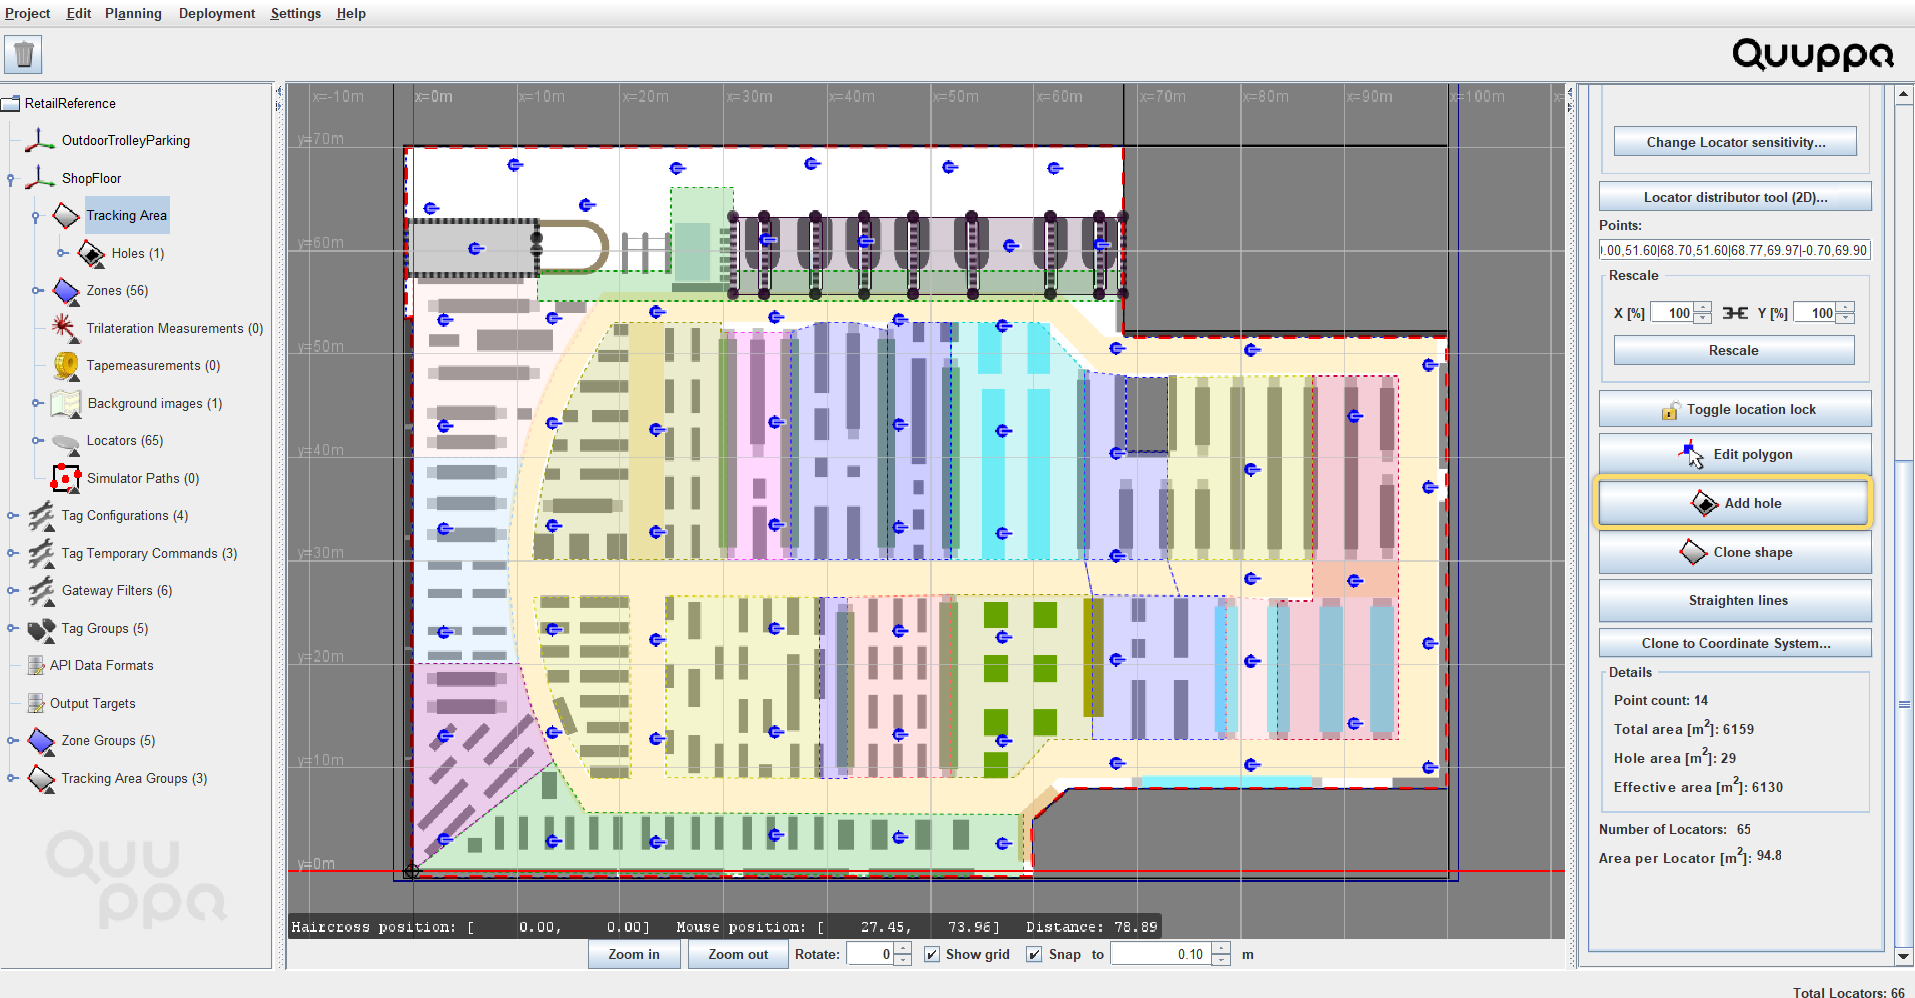 Project Edit Planning Deployment Settings Help
Quuppa
RetailReference
OutdoorTrolleyParking
ShopFloor
Tracking Area
Holes (1)
Zones (56)
Trilateration Measurements (0)
Tapemeasurements (0)
Background images (1)
Locators (65)
Simulator Paths (0)
Tag Configurations (4)
Tag Temporary Commands (3)
Gateway Filters (6)
Tag Groups (5)
API Data Formats
Output Targets
Zone Groups (5)
Tracking Area Groups (3)
Quu
ppa
x=-10m x=0m x=10m x=20m x=30m x=40m x=50m x=60m x=70m x=80m x=90m x=100m x=
y=70m
y=60m
y=50m
y=40m
y=30m
y=20m
y=10m
y=0m
Haircross position: [ 0.00, 0.00] Mouse position: [ 27.45, 73.96] Distance: 78.89
Zoom in Zoom out Rotate: 0 Show grid Snap to 0.10 m
Change Locator sensitivity...
Locator distributor tool (2D)...
Points:
0.00,51.60|68.70,51.60|68.77,69.97|-0.70,69.90
Rescale
X [%] 100 Y [%] 100
Rescale
Toggle location lock
Edit polygon
Add hole
Clone shape
Straighten lines
Clone to Coordinate System...
Details
Point count: 14
Total area [m²]: 6159
Hole area [m²]: 29
Effective area [m²]: 6130
Number of Locators: 65
Area per Locator [m²]: 94.8
Total Locators: 66